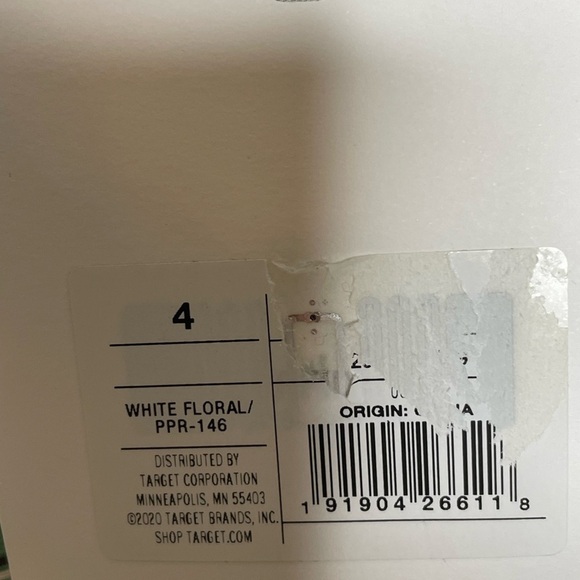 4
WHITE FLORAL/
PPR-146
DISTRIBUTED BY
TARGET CORPORATION
MINNEAPOLIS, MN 55403
©2020 TARGET BRANDS, INC.
SHOP TARGET.COM
ORIGIN:
1 91904 26611 8